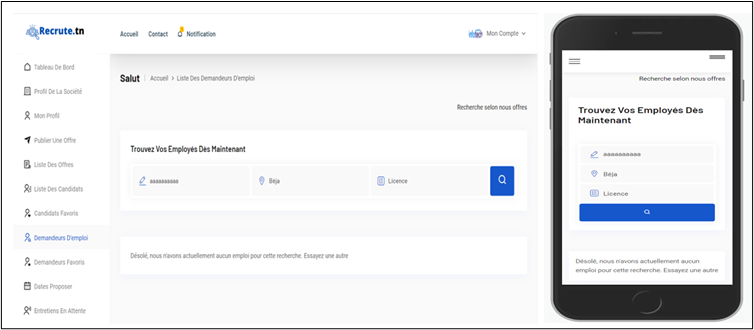 Recrute.tn
Accueil Contact Notification
Mon Compte
Tableau De Bord
Profil De La Société
Mon Profil
Publier Une Offre
Liste Des Offres
Liste Des Candidats
Candidats Favoris
Demandeurs D'emploi
Demandeurs Favoris
Dates Proposer
Entretiens En Attente
Salut Accueil > Liste Des Demandeurs D'emploi
Recherche selon nous offres
Trouvez Vos Employés Dès Maintenant
aaaaaaaaa Béja Licence
Désolé, nous n'avons actuellement aucun emploi pour cette recherche. Essayez une autre
Recherche selon nous offres
Trouvez Vos Employés Dès
Maintenant
aaaaaaaaaa
Béja
Licence
Désolé, nous n'avons actuellement aucun
emploi pour cette recherche. Essayez une autre